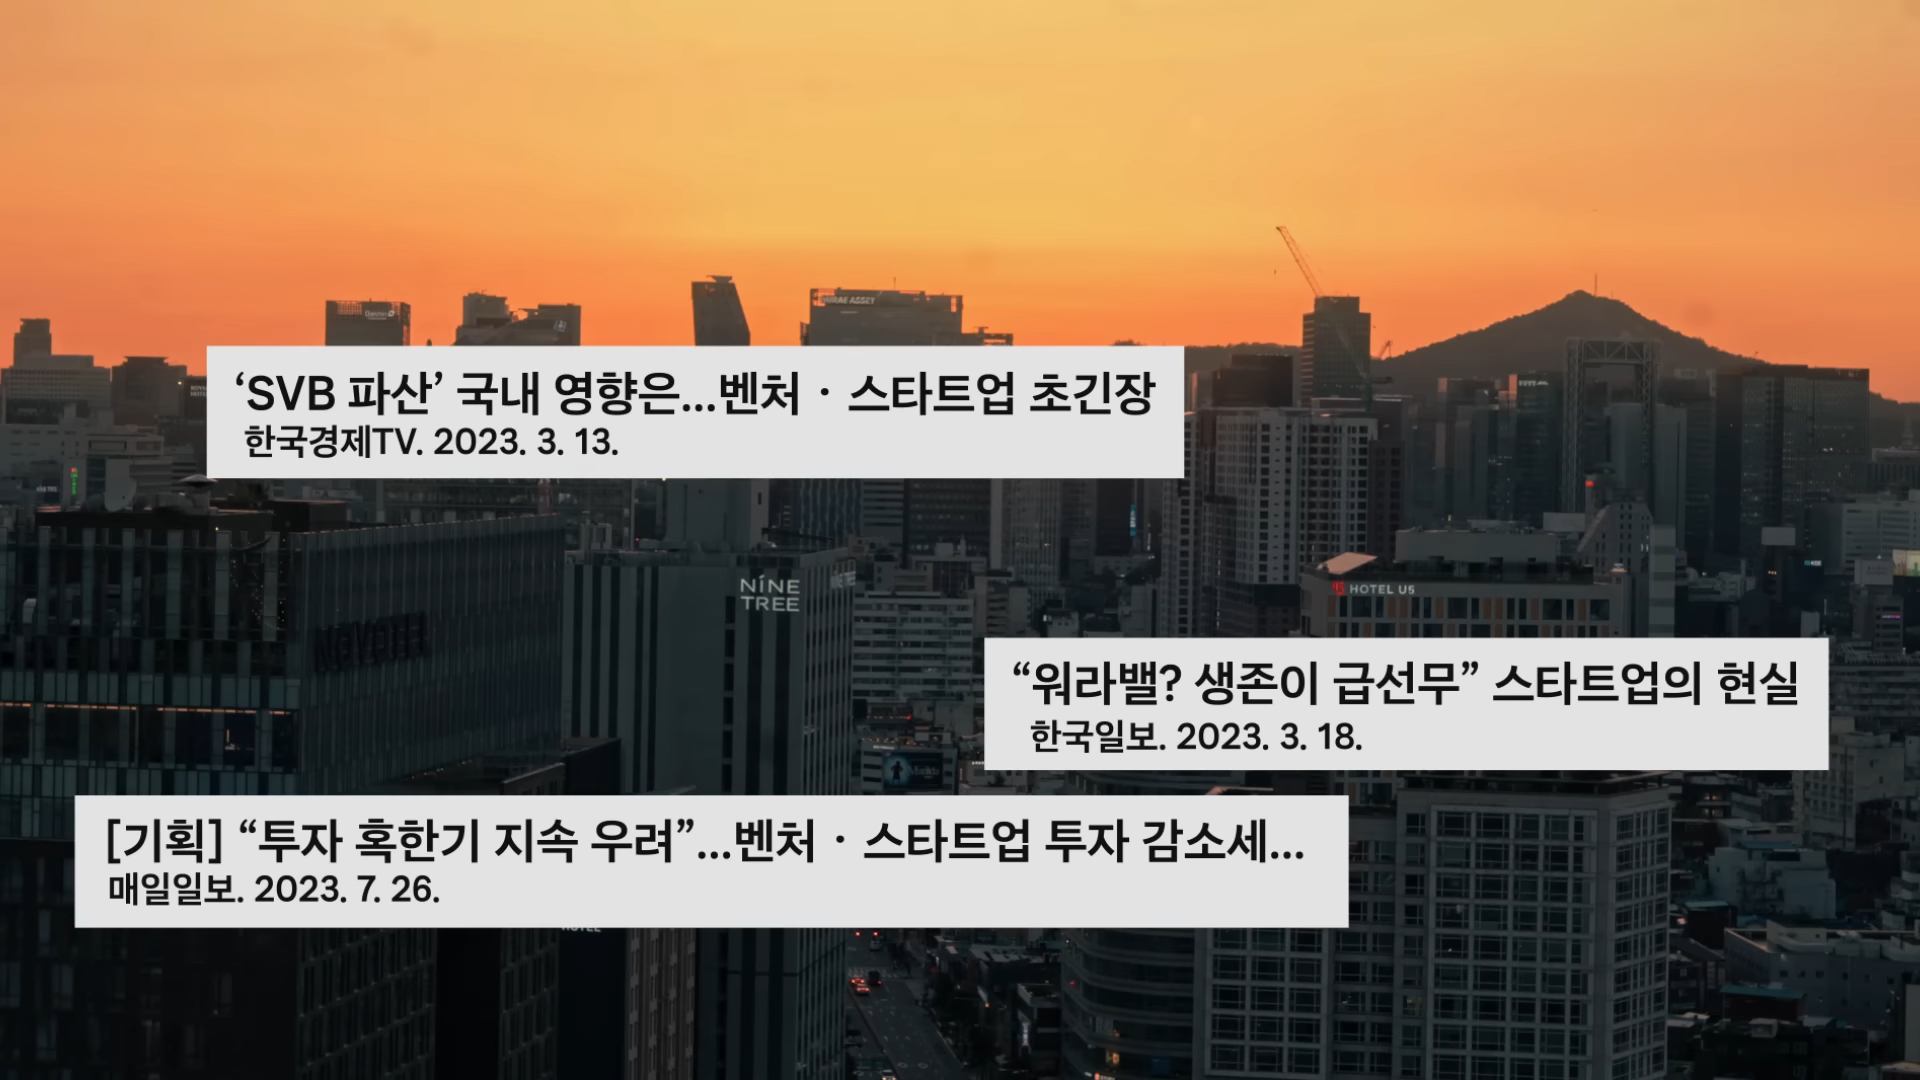 MIRAE ASSET
‘SVB 파산’ 국내 영향은...벤처 · 스타트업 초긴장
한국경제TV. 2023. 3. 13.
NINE
TREE
HOTEL U5
“워라밸? 생존이 급선무” 스타트업의 현실
한국일보. 2023. 3. 18.
[기획] “투자 혹한기 지속 우려”...벤처 · 스타트업 투자 감소세...
매일일보. 2023. 7. 26.
HOTEL